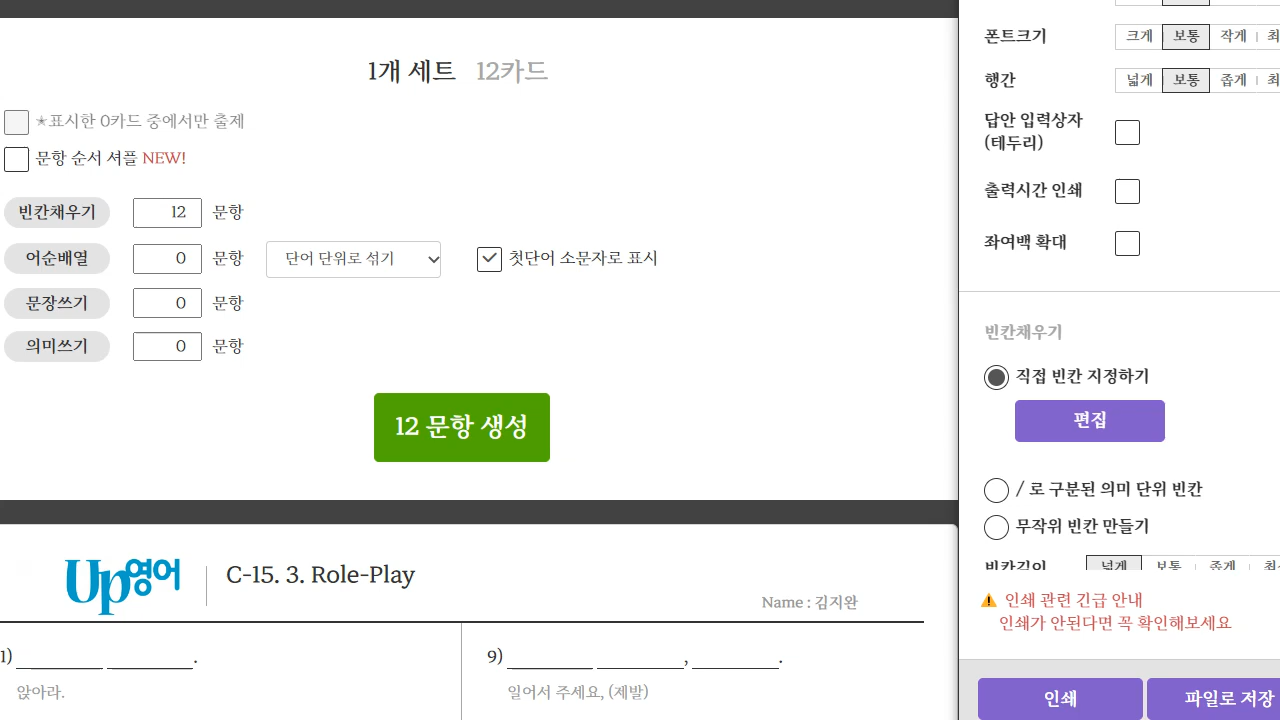 1개 세트 12카드
★표시한 0카드 중에서만 출제
문항 순서 셔플 NEW!
빈칸채우기 12 문항
어순배열 0 문항 단어 단위로 섞기 첫단어 소문자로 표시
문장쓰기 0 문항
의미쓰기 0 문항
12 문항 생성
Up영어 C-15. 3. Role-Play
Name : 김지완
1) ________ ________.
앉아라.
9) ________ ________, ________.
일어서 주세요, (제발)
폰트크기 크게 보통 작게
행간 넓게 보통 좁게
답안 입력상자
(테두리)
출력시간 인쇄
좌여백 확대
빈칸채우기
직접 빈칸 지정하기
편집
/ 로 구분된 의미 단위 빈칸
무작위 빈칸 만들기
빈칸길이 넓게 보통 좁게
인쇄 관련 긴급 안내
인쇄가 안된다면 꼭 확인해보세요
인쇄 파일로 저장